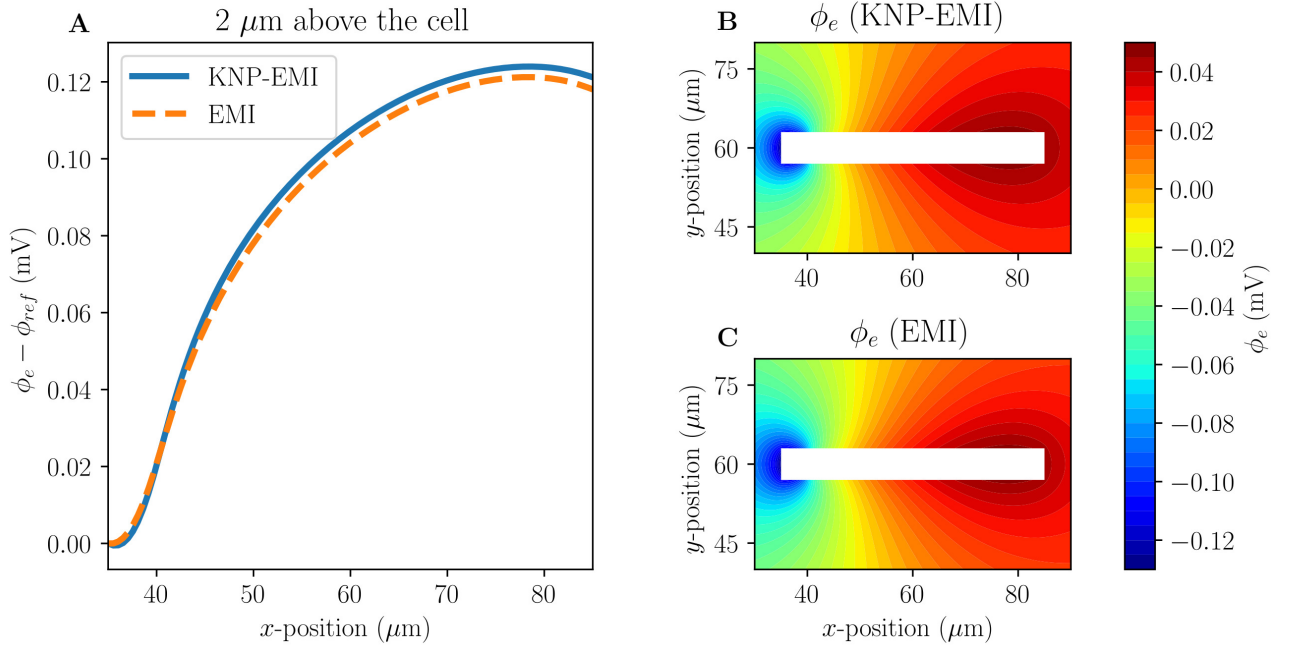 A
2 μm above the cell
KNP-EMI
EMI
0.12
0.10
0.08
0.06
0.04
0.02
0.00
ϕe − ϕref (mV)
40
50
60
70
80
x-position (μm)
B
ϕe (KNP-EMI)
75
60
45
y-position (μm)
40
60
80
C
ϕe (EMI)
75
60
45
y-position (μm)
40
60
80
x-position (μm)
0.04
0.02
0.00
−0.02
−0.04
−0.06
−0.08
−0.10
−0.12
ϕe (mV)